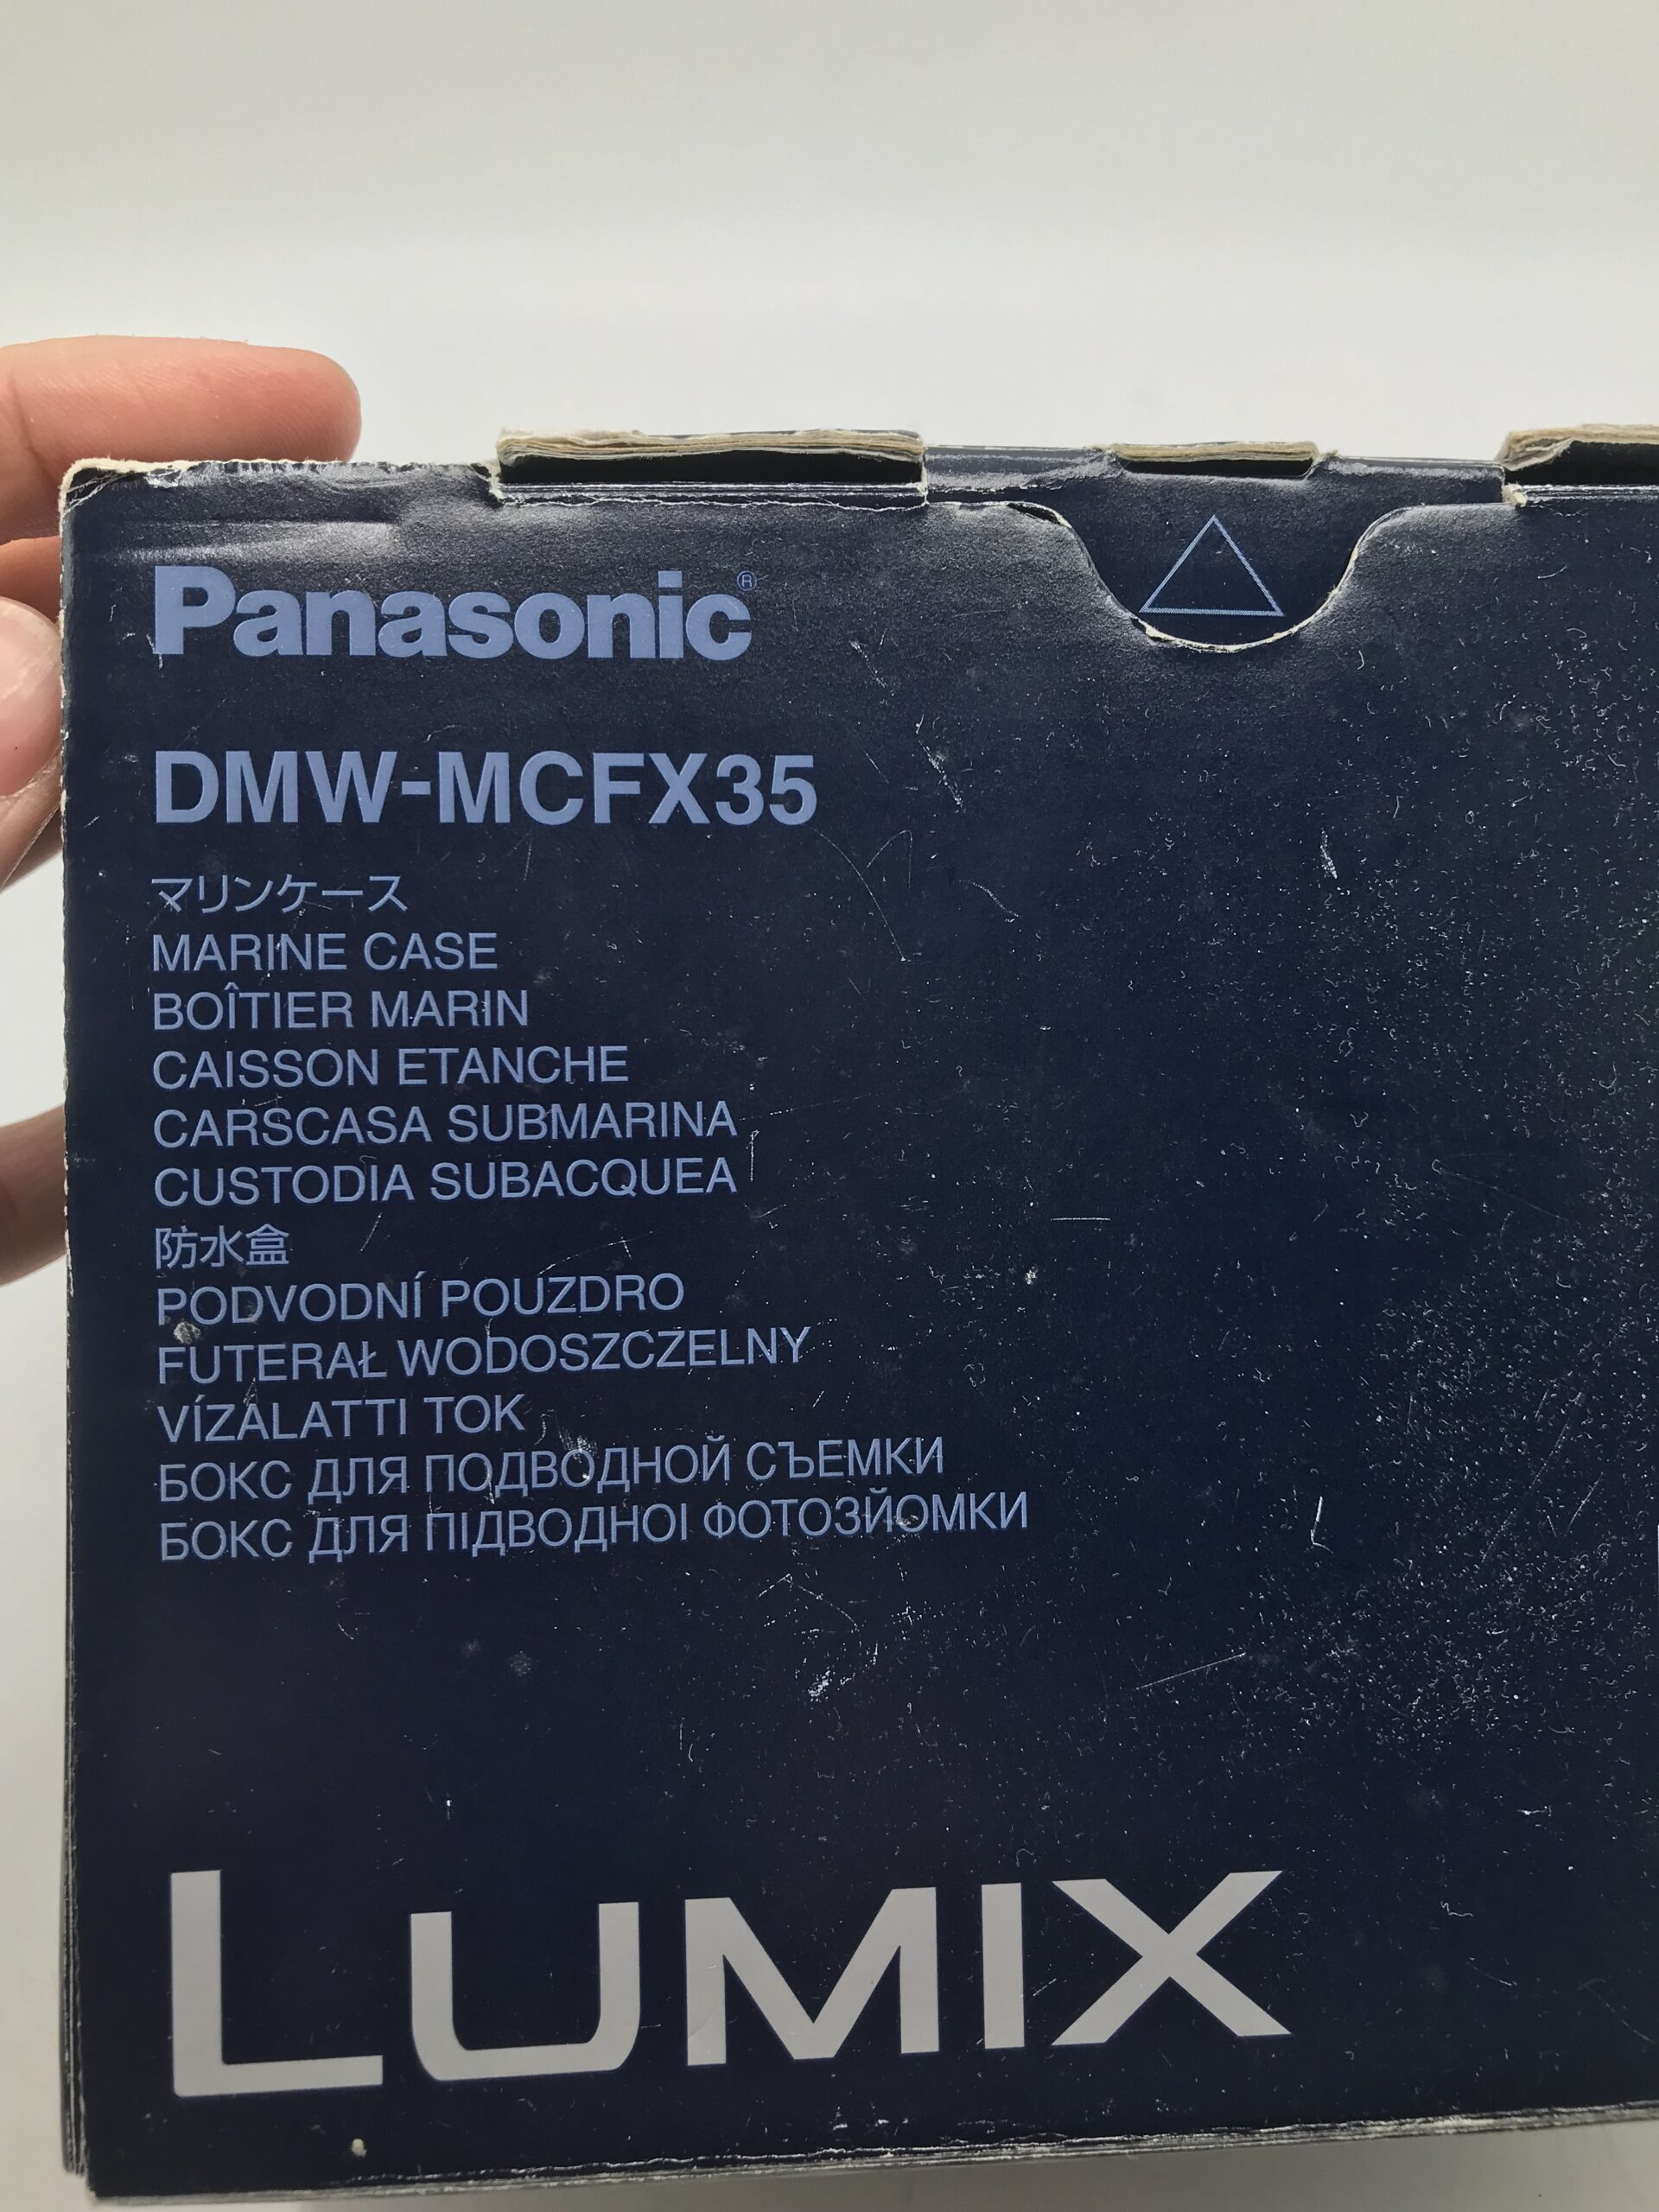 Panasonic®
DMW-MCFX35
マリンケース
MARINE CASE
BOÎTIER MARIN
CAISSON ETANCHE
CARSCASA SUBMARINA
CUSTODIA SUBACQUEA
防水盒
PODVODNÍ POUZDRO
FUTERAŁ WODOSZCZELNY
VÍZALATTI TOK
БОКС ДЛЯ ПОДВОДНОЙ СЪЕМКИ
БОКС ДЛЯ ПІДВОДНОІ ФОТОЗЙОМКИ
LUMIX